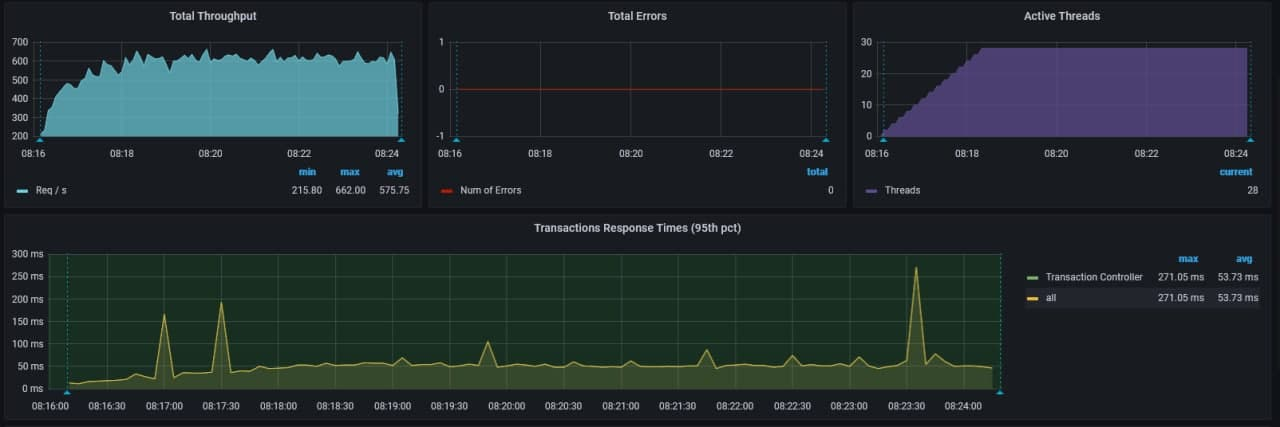 Total Throughput
700
600
500
400
300
200
08:16 08:18 08:20 08:22 08:24
min max avg
Req / s 215.80 662.00 575.75
Total Errors
1
0
-1
08:16 08:18 08:20 08:22 08:24
total
Num of Errors 0
Active Threads
30
20
10
0
08:16 08:18 08:20 08:22 08:24
current
Threads 28
Transactions Response Times (95th pct)
300 ms
250 ms
200 ms
150 ms
100 ms
50 ms
0 ms
08:16:00 08:16:30 08:17:00 08:17:30 08:18:00 08:18:30 08:19:00 08:19:30 08:20:00 08:20:30 08:21:00 08:21:30 08:22:00 08:22:30 08:23:00 08:23:30 08:24:00
max avg
Transaction Controller 271.05 ms 53.73 ms
all 271.05 ms 53.73 ms